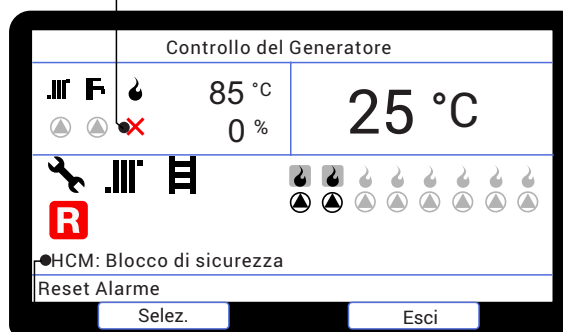 Controllo del Generatore
85 °C
0 %
25 °C
R
HCM: Blocco di sicurezza
Reset Alarme
Selez.
Esci